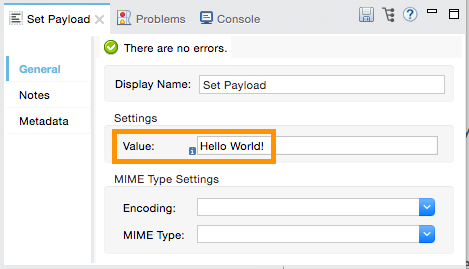 Set Payload Problems Console
There are no errors.
General
Notes
Metadata
Display Name: Set Payload
Settings
Value: Hello World!
MIME Type Settings
Encoding:
MIME Type: